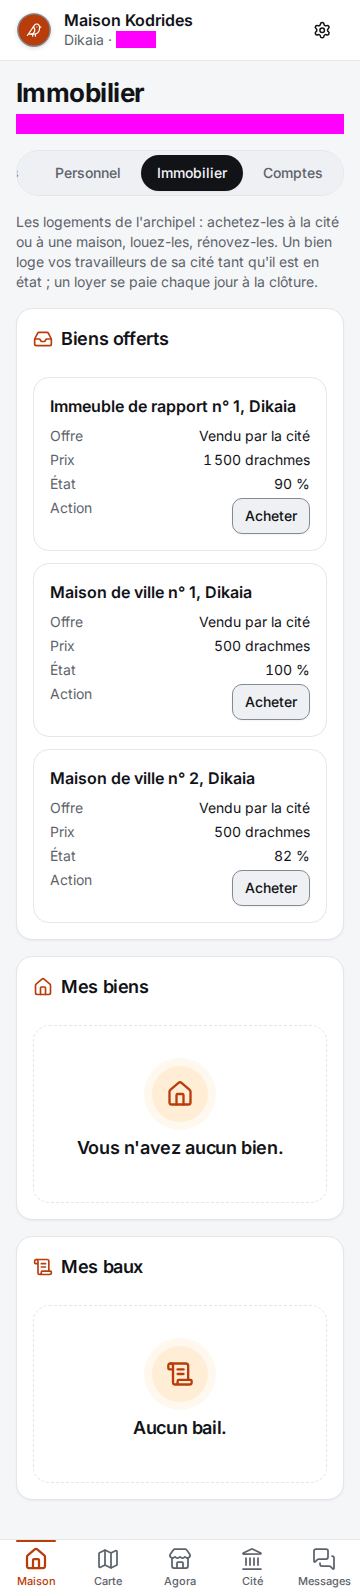 Maison Kodrides
Dikaia ·
Immobilier
Personnel
Immobilier
Comptes
Les logements de l'archipel : achetez-les à la cité
ou à une maison, louez-les, rénovez-les. Un bien
loge vos travailleurs de sa cité tant qu'il est en
état ; un loyer se paie chaque jour à la clôture.
Biens offerts
Immeuble de rapport n° 1, Dikaia
Offre Vendu par la cité
Prix 1 500 drachmes
État 90 %
Action Acheter
Maison de ville n° 1, Dikaia
Offre Vendu par la cité
Prix 500 drachmes
État 100 %
Action Acheter
Maison de ville n° 2, Dikaia
Offre Vendu par la cité
Prix 500 drachmes
État 82 %
Action Acheter
Mes biens
Vous n'avez aucun bien.
Mes baux
Aucun bail.
Maison Carte Agora Cité Messages